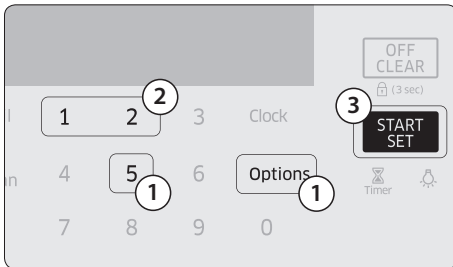 OFF
CLEAR
(3 sec)
2
3
l
1 2 3 Clock
START
SET
an 4 5 6 Options
1 1
Timer
7 8 9 0